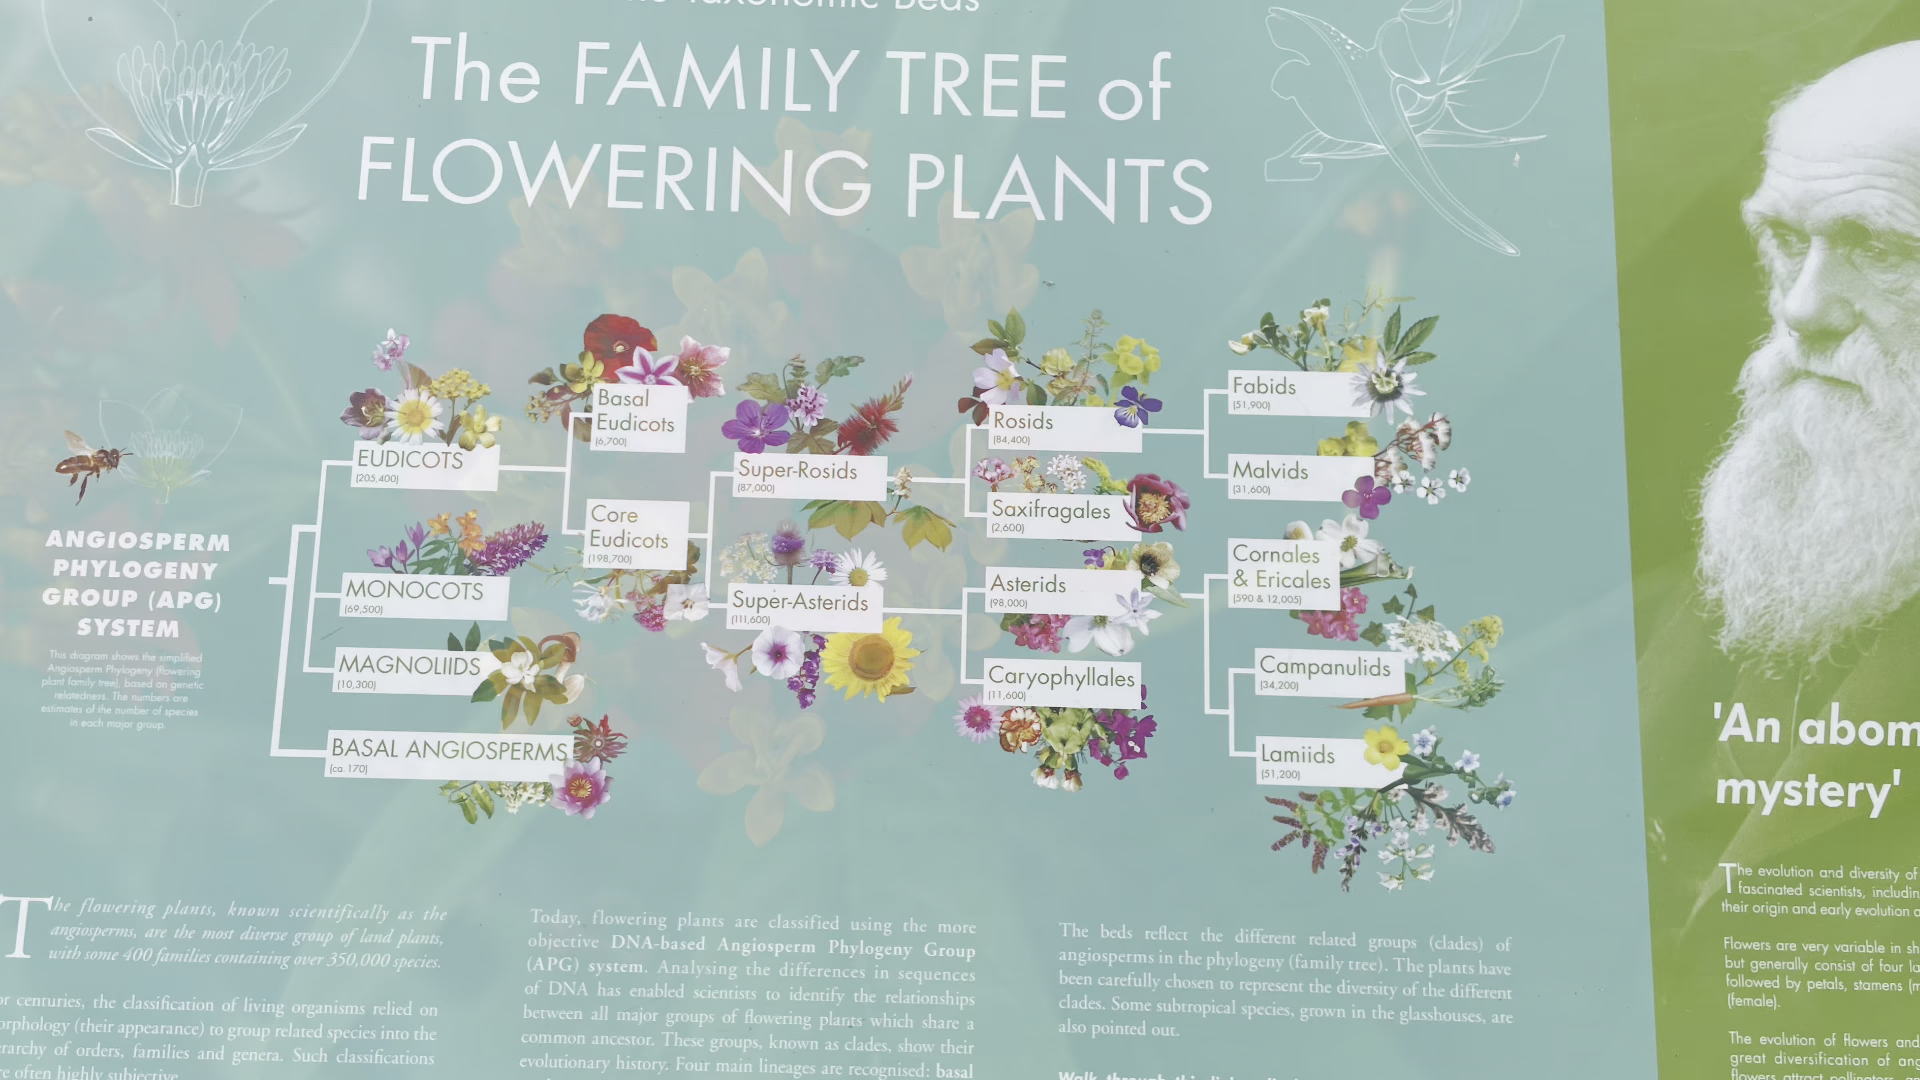 Taxonomic Beds
The FAMILY TREE of
FLOWERING PLANTS
ANGIOSPERM
PHYLOGENY
GROUP (APG)
SYSTEM
This diagram shows the simplified
Angiosperm Phylogeny (flowering
plant family tree), based on genetic
relatedness. The numbers are
estimates of the number of species
in each major group.
EUDICOTS
(205,400)
MONOCOTS
(69,500)
MAGNOLIIDS
(10,300)
BASAL ANGIOSPERMS
(ca. 170)
Basal
Eudicots
(6,700)
Core
Eudicots
(198,700)
Super-Rosids
(87,000)
Super-Asterids
(111,600)
Rosids
(84,400)
Saxifragales
(2,600)
Asterids
(98,000)
Caryophyllales
(11,600)
Fabids
(51,900)
Malvids
(31,600)
Cornales
& Ericales
(590 & 12,005)
Campanulids
(34,200)
Lamiids
(51,200)
The flowering plants, known scientifically as the
angiosperms, are the most diverse group of land plants,
with some 400 families containing over 350,000 species.
or centuries, the classification of living organisms relied on
orphology (their appearance) to group related species into the
rarchy of orders, families and genera. Such classifications
re often highly subjective.
Today, flowering plants are classified using the more
objective DNA-based Angiosperm Phylogeny Group
(APG) system. Analysing the differences in sequences
of DNA has enabled scientists to identify the relationships
between all major groups of flowering plants which share a
common ancestor. These groups, known as clades, show their
evolutionary history. Four main lineages are recognised: basal
The beds reflect the different related groups (clades) of
angiosperms in the phylogeny (family tree). The plants have
been carefully chosen to represent the diversity of the different
clades. Some subtropical species, grown in the glasshouses, are
also pointed out.
'An abom
mystery'
The evolution and diversity of
fascinated scientists, includin
their origin and early evolution a
Flowers are very variable in sh
but generally consist of four la
followed by petals, stamens (m
(female).
The evolution of flowers and
great diversification of ang
flowers attract pollinators